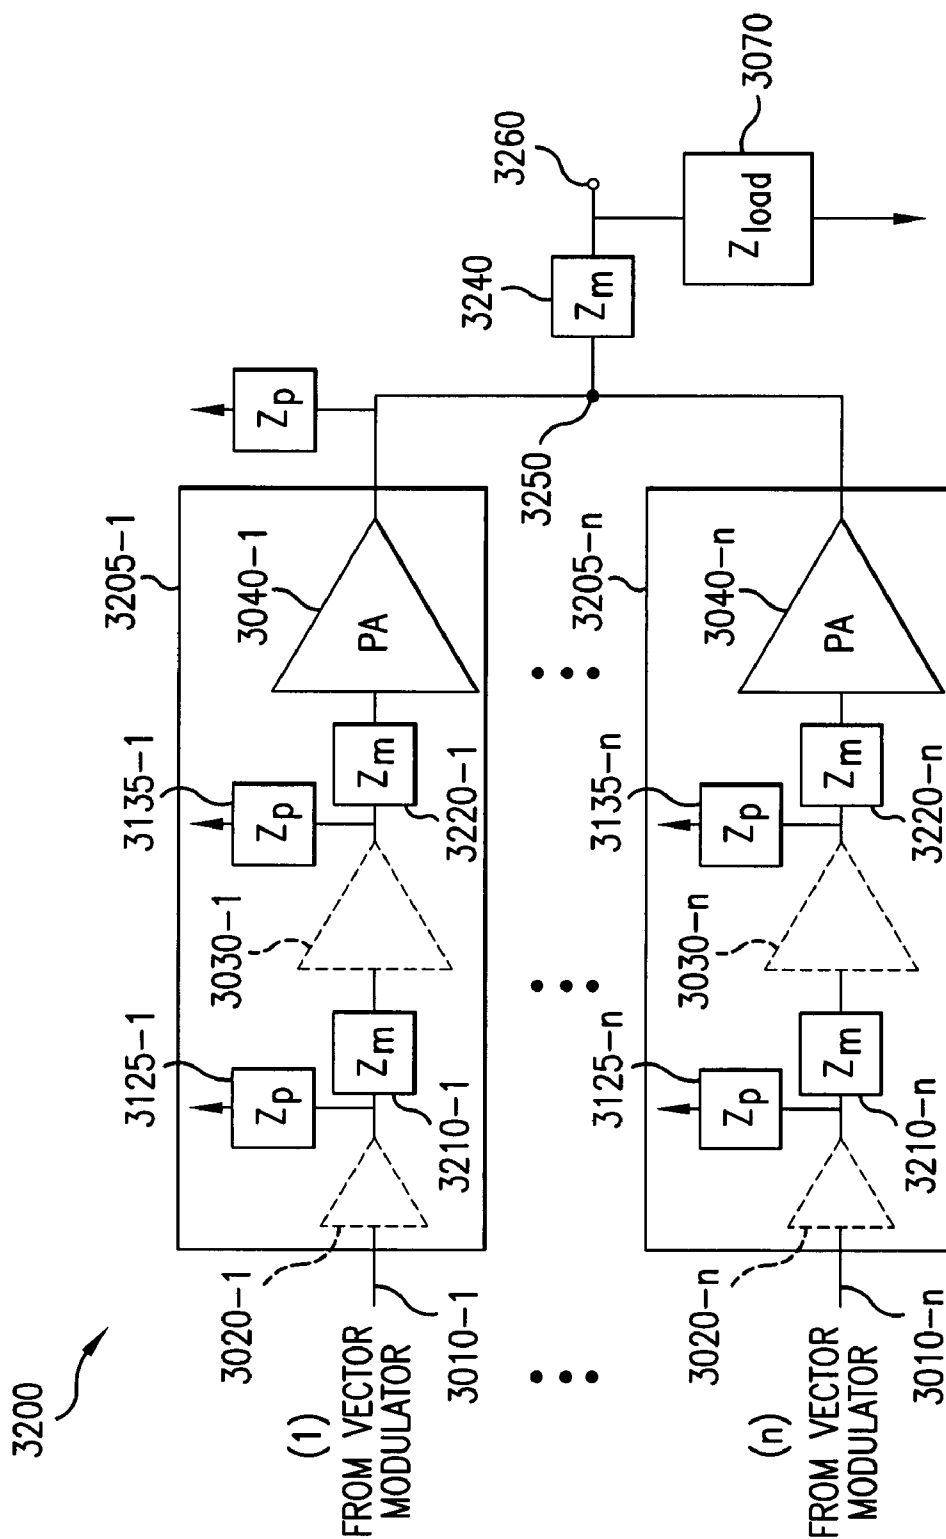 3200
(1)
FROM VECTOR
MODULATOR
3010-1
3020-1
3125-1
Zp
Zm
3210-1
3030-1
3135-1
Zp
Zm
3220-1
PA
3040-1
3205-1
Zp
3250
3240
Zm
3260
Zload
3070
(n)
FROM VECTOR
MODULATOR
3010-n
3020-n
3125-n
Zp
Zm
3210-n
3030-n
3135-n
Zp
Zm
3220-n
PA
3040-n
3205-n